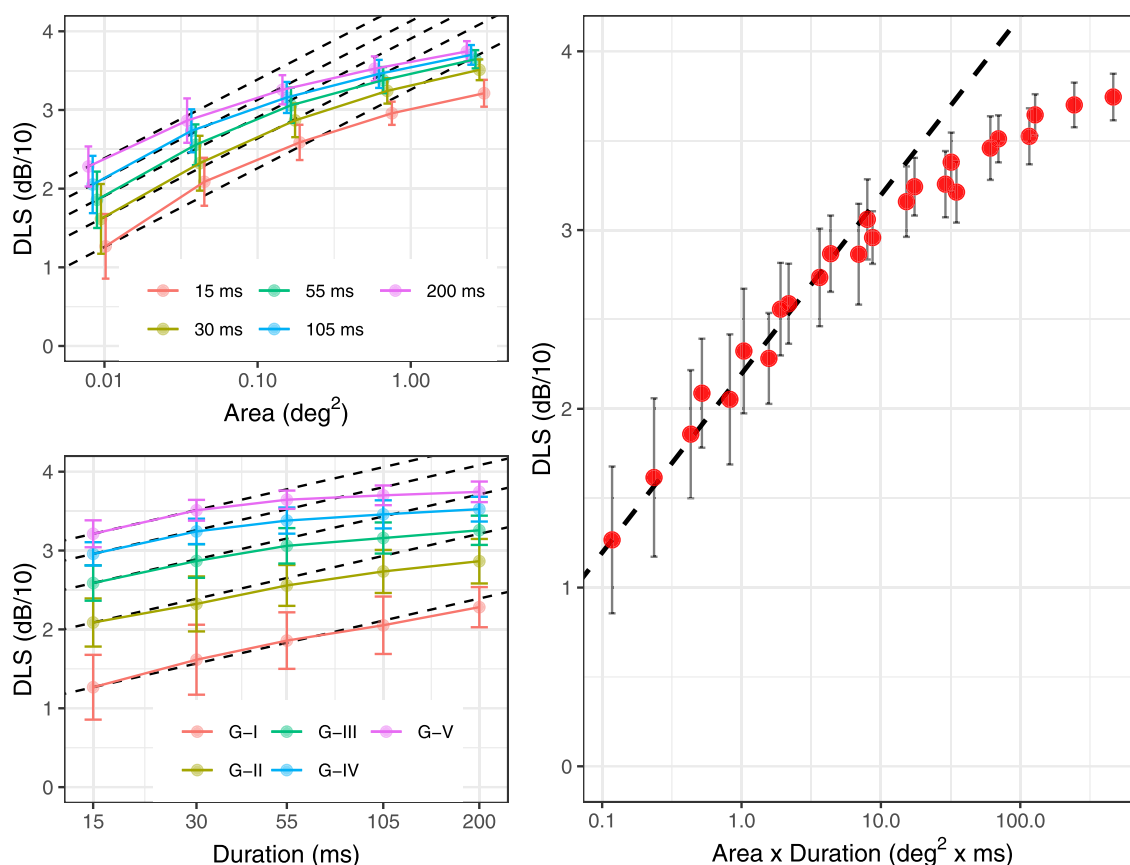 4
3
2
1
0
DLS (dB/10)
15 ms 55 ms 200 ms
30 ms 105 ms
0.01 0.10 1.00
Area (deg²)
4
3
2
1
0
DLS (dB/10)
G−I G−III G−V
G−II G−IV
15 30 55 105 200
Duration (ms)
4
3
2
1
0
DLS (dB/10)
0.1 1.0 10.0 100.0
Area x Duration (deg² x ms)